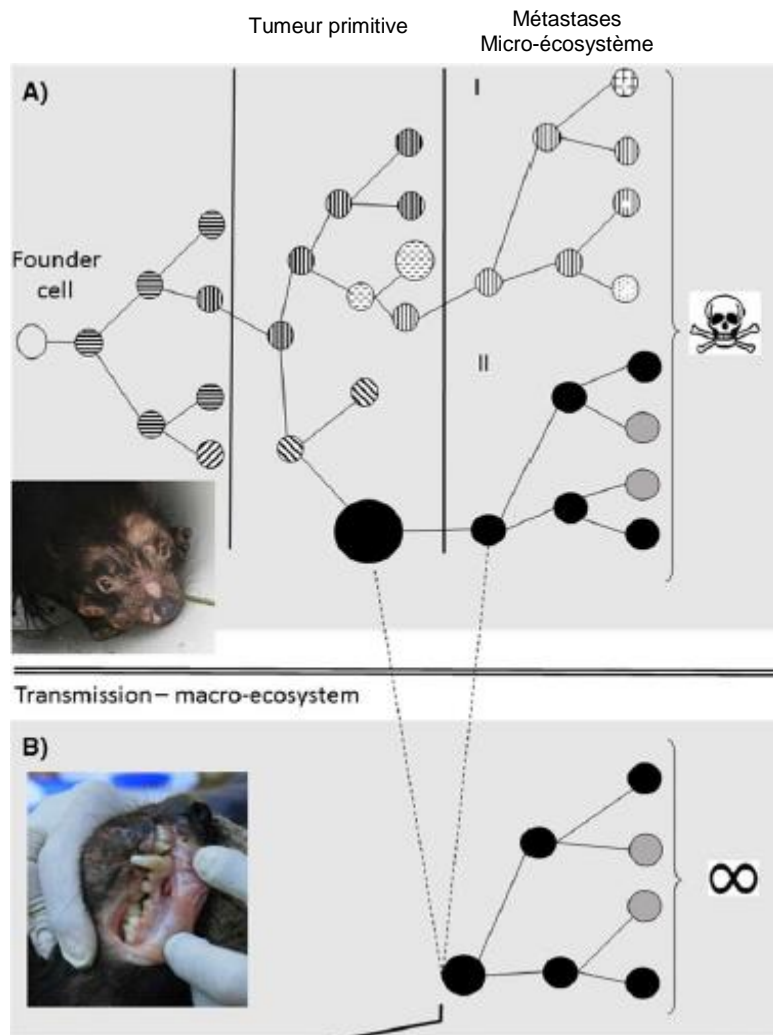 Tumeur primitive
Métastases
Micro-écosystème
A)
I
Founder
cell
II
Transmission – macro-ecosystem
B)
∞